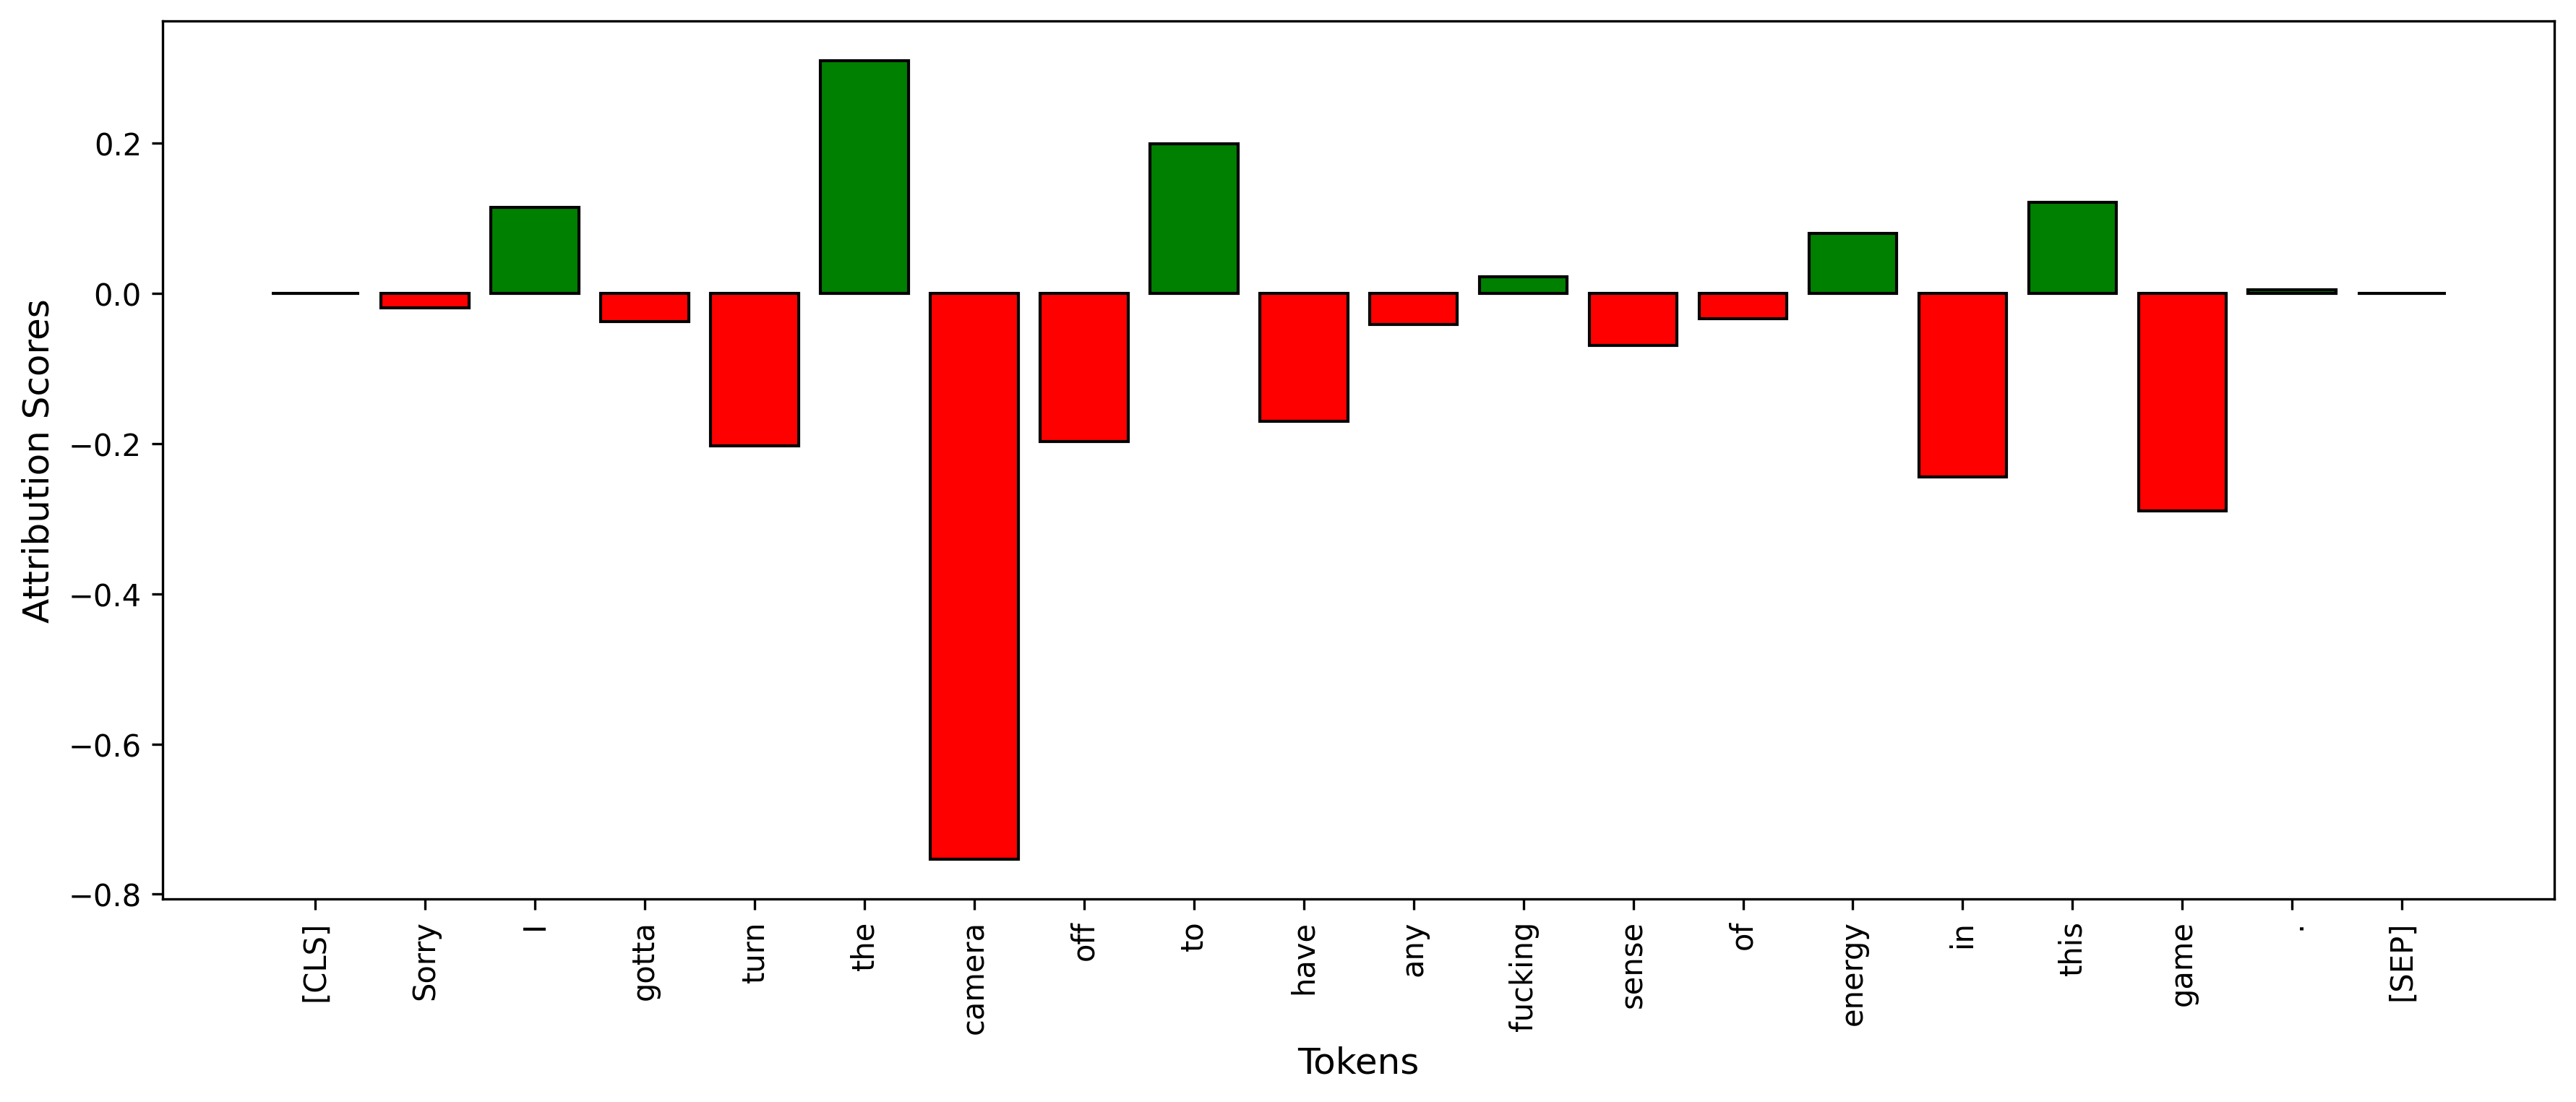 Attribution Scores
0.2
0.0
−0.2
−0.4
−0.6
−0.8
[CLS]
Sorry
I
gotta
turn
the
camera
off
to
have
any
fucking
sense
of
energy
in
this
game
.
[SEP]
Tokens